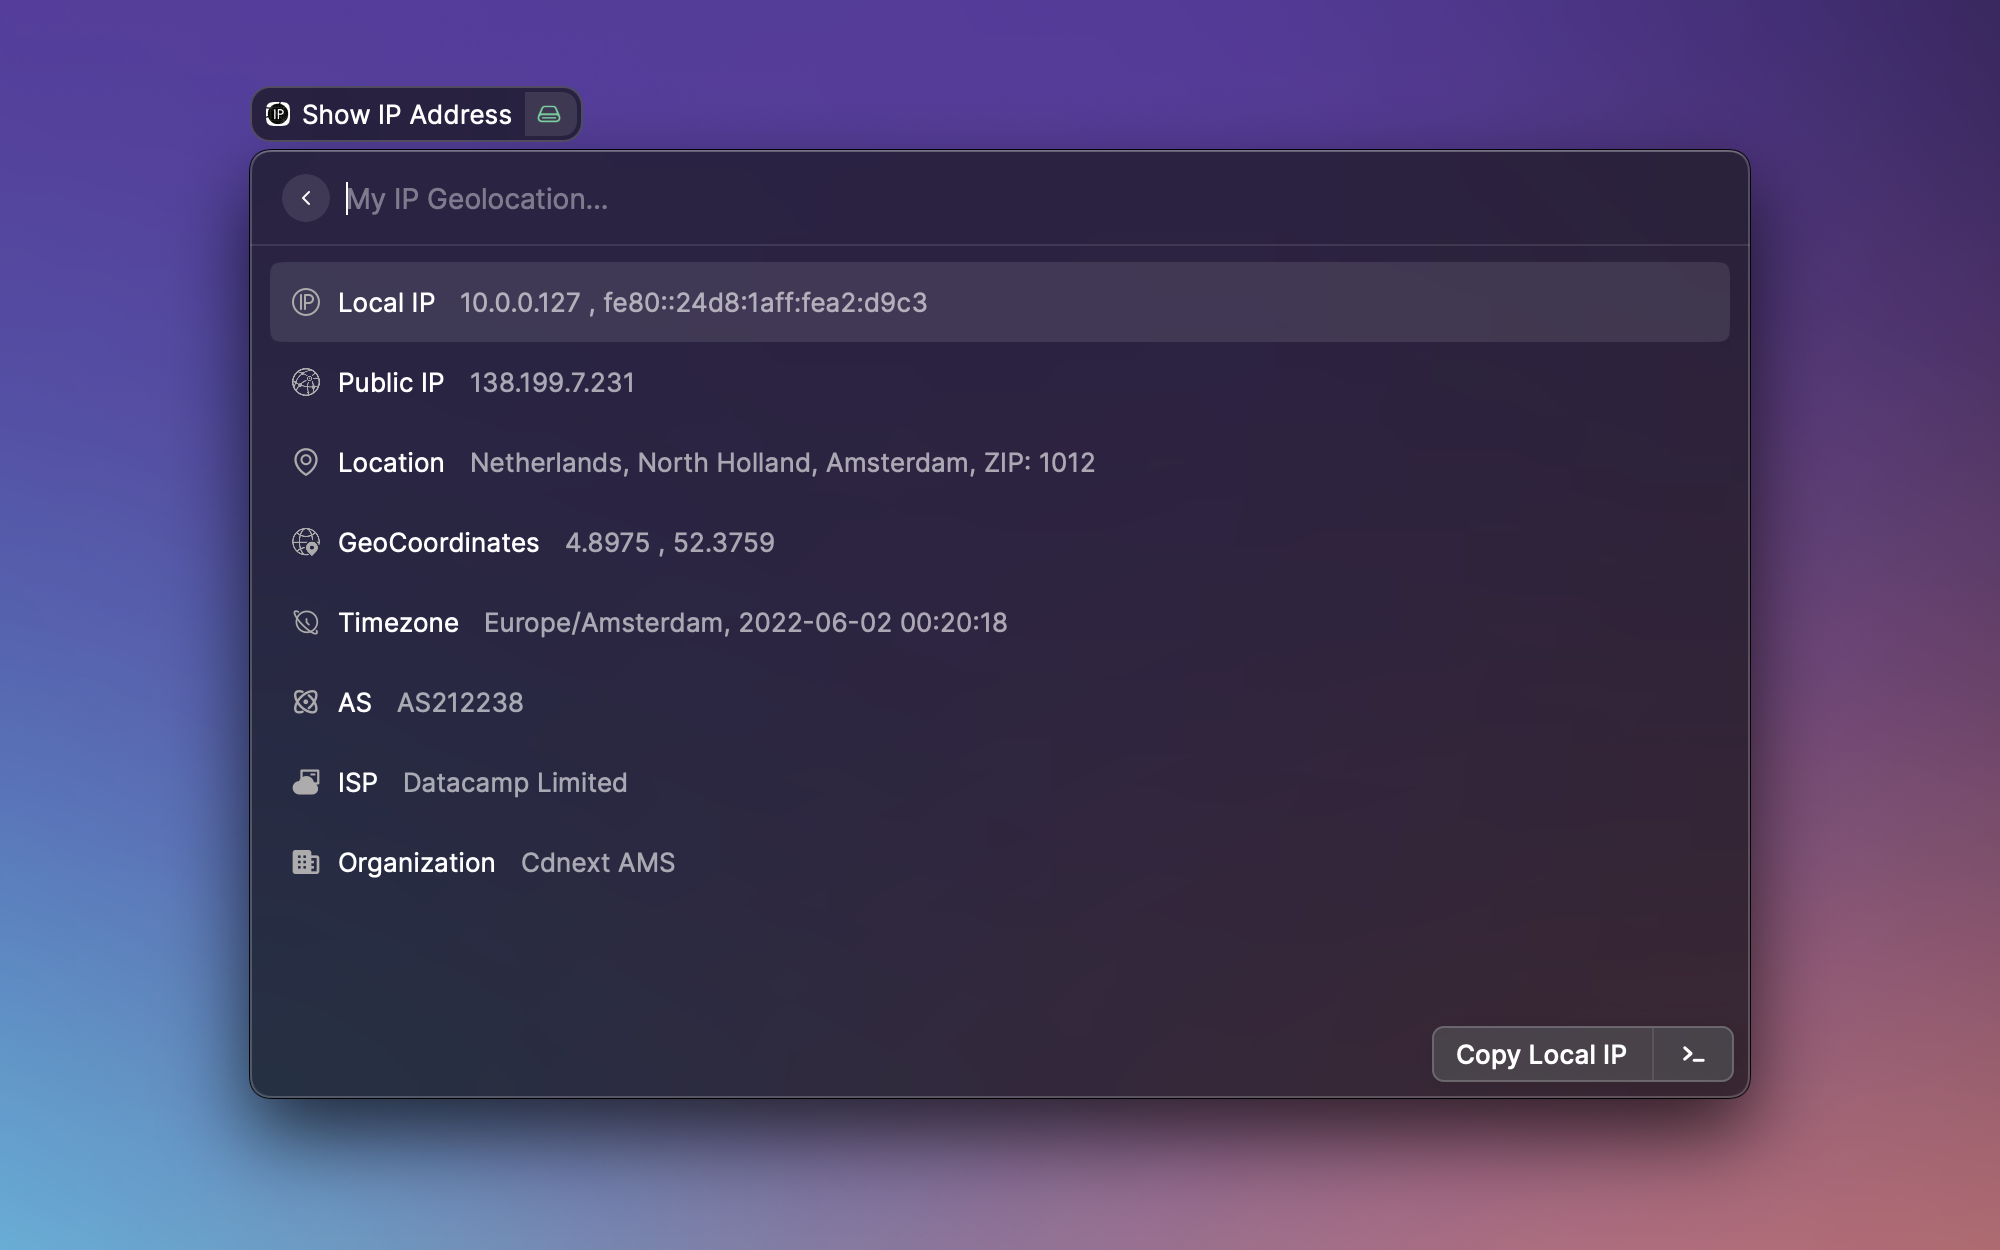 IP Show IP Address
My IP Geolocation...
IP Local IP 10.0.0.127 , fe80::24d8:1aff:fea2:d9c3
Public IP 138.199.7.231
Location Netherlands, North Holland, Amsterdam, ZIP: 1012
GeoCoordinates 4.8975 , 52.3759
Timezone Europe/Amsterdam, 2022-06-02 00:20:18
AS AS212238
ISP Datacamp Limited
Organization Cdnext AMS
Copy Local IP >_